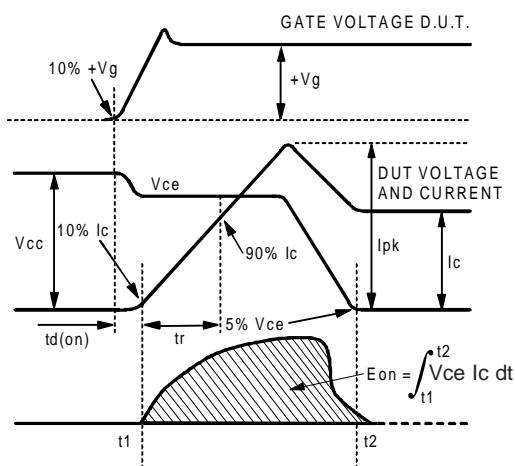 GATE VOLTAGE D.U.T.
10% +Vg
+Vg
Vce
DUT VOLTAGE
AND CURRENT
Vcc
10% Ic
90% Ic
Ipk
Ic
td(on)
tr
5% Vce
Eon = ∫ Vce Ic dt
t2
t1
t1
t2